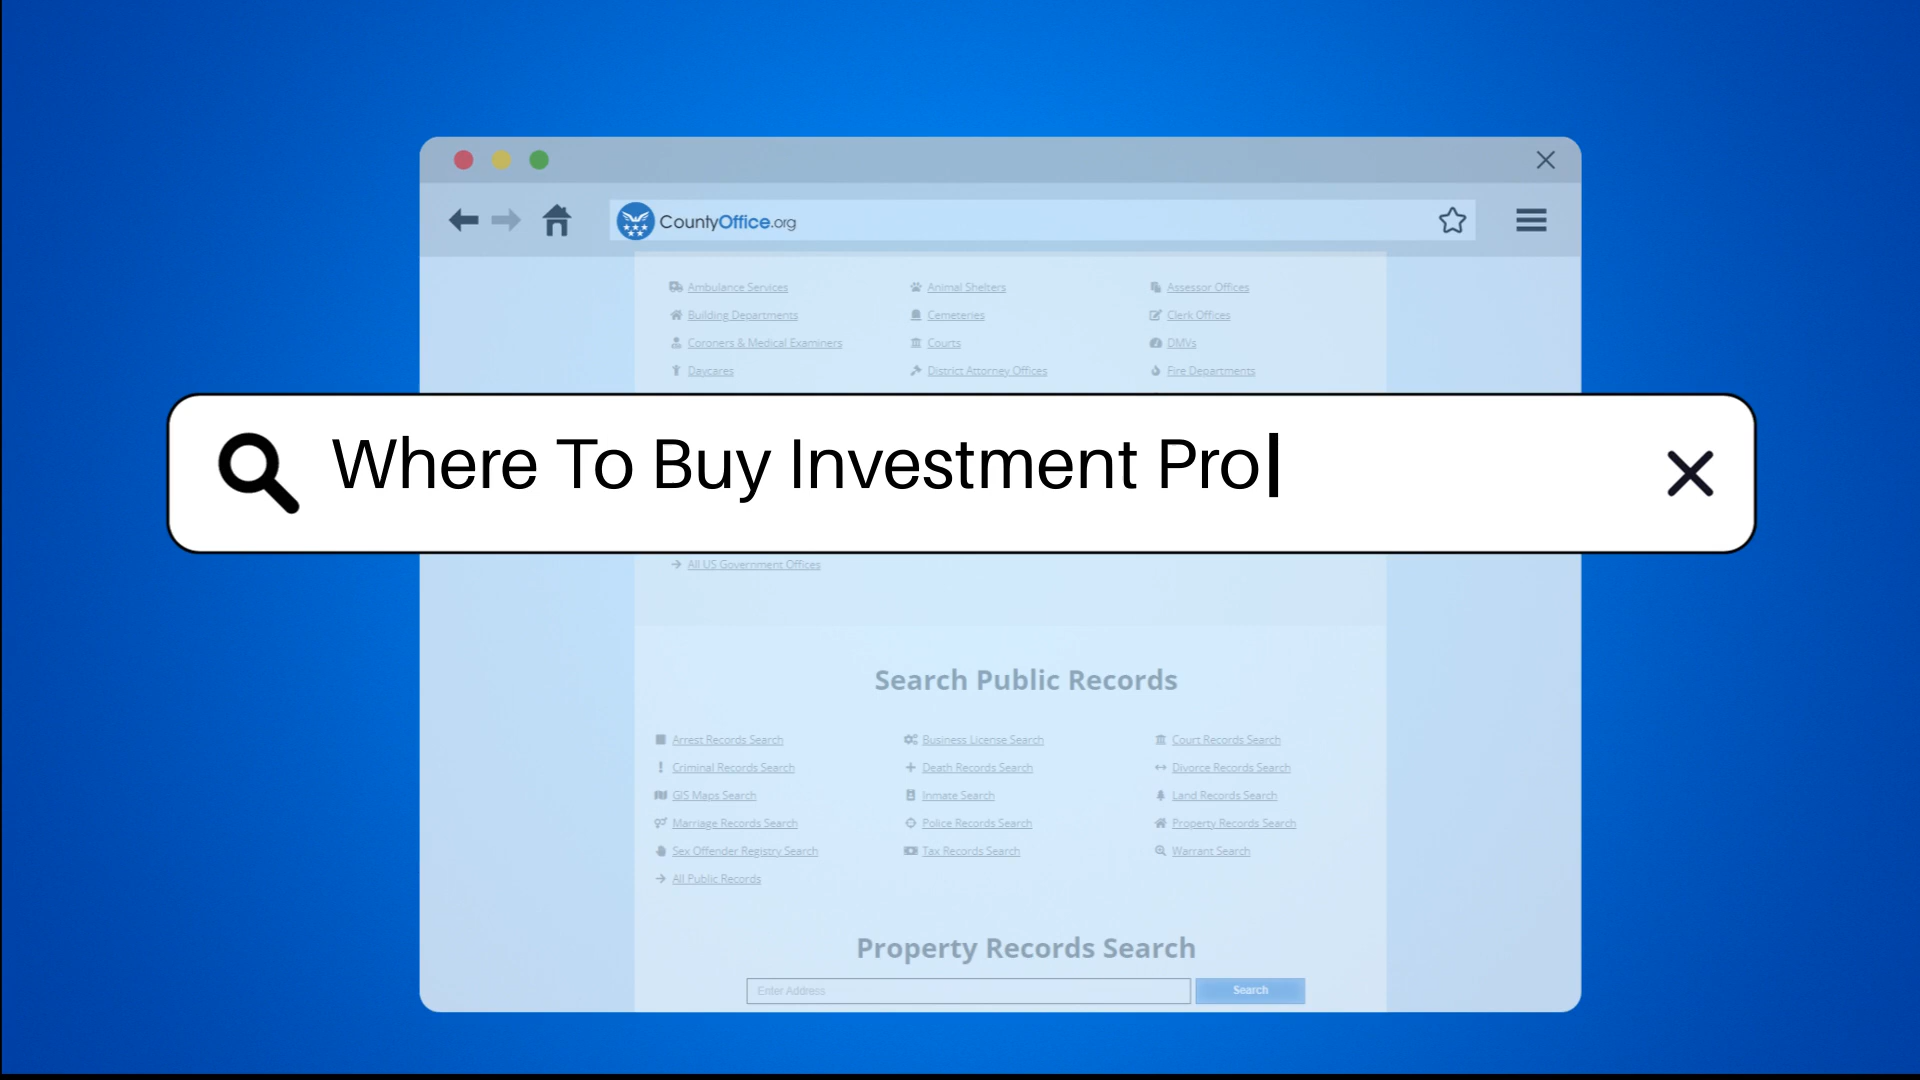 CountyOffice.org
Ambulance Services Animal Shelters Assessor Offices
Building Departments Cemeteries Clerk Offices
Coroners & Medical Examiners Courts DMVs
Daycares District Attorney Offices Fire Departments
Where To Buy Investment Pro
All US Government Offices
Search Public Records
Arrest Records Search Business License Search Court Records Search
Criminal Records Search Death Records Search Divorce Records Search
GIS Maps Search Inmate Search Land Records Search
Marriage Records Search Police Records Search Property Records Search
Sex Offender Registry Search Tax Records Search Warrant Search
All Public Records
Property Records Search
Enter Address Search